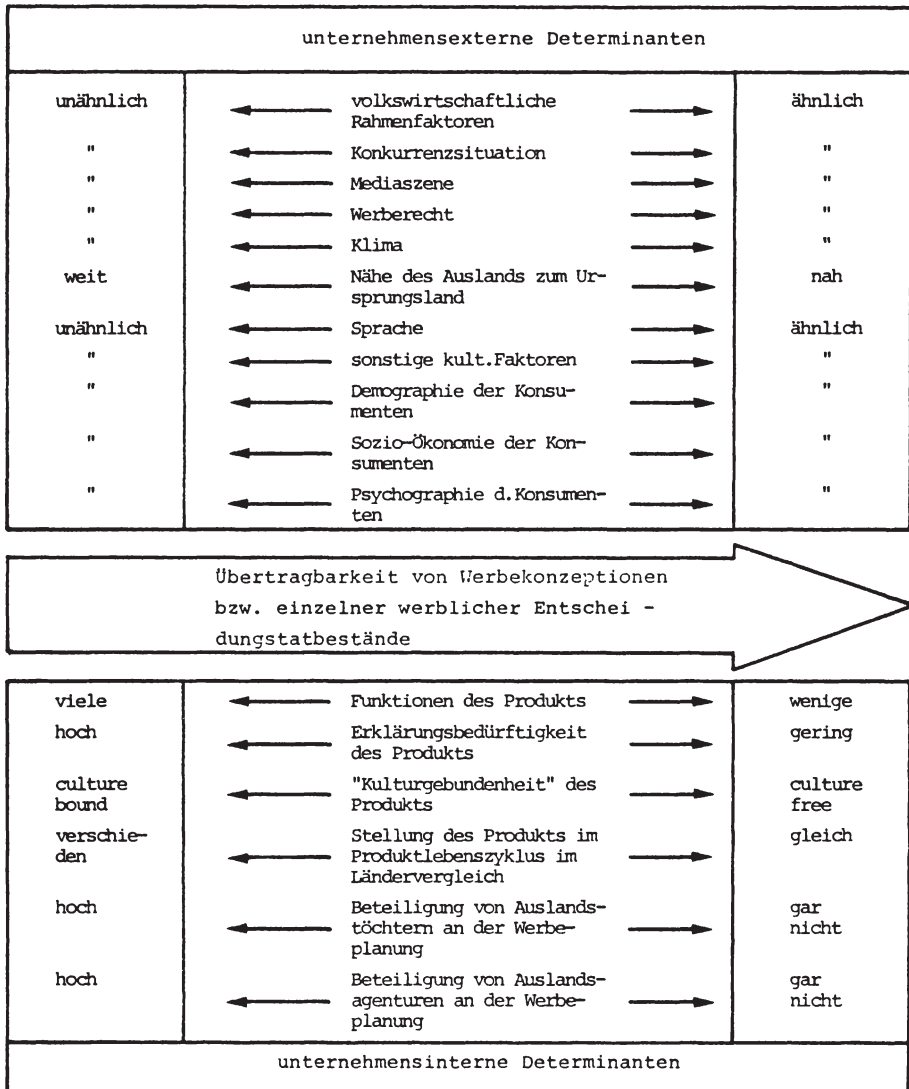 unternehmensexterne Determinanten
unähnlich volkswirtschaftliche ähnlich
Rahmenfaktoren
" Konkurrenzsituation "
" Mediaszene "
" Werberecht "
" Klima "
weit Nähe des Auslands zum Ur- nah
sprungsland
unähnlich Sprache ähnlich
" sonstige kult.Faktoren "
" Demographie der Konsu- "
menten
" Sozio-Ökonomie der Kon- "
sumenten
" Psychographie d.Konsumen- "
ten
Übertragbarkeit von Werbekonzeptionen
bzw. einzelner werblicher Entschei -
dungstatbestände
viele Funktionen des Produkts wenige
hoch Erklärungsbedürftigkeit gering
des Produkts
culture "Kulturgebundenheit" des culture
bound Produkts free
verschie- Stellung des Produkts im gleich
den Produktlebenszyklus im
Ländervergleich
hoch Beteiligung von Auslands- gar
töchtern an der Werbe- nicht
planung
hoch Beteiligung von Auslands- gar
agenturen an der Werbe- nicht
planung
unternehmensinterne Determinanten